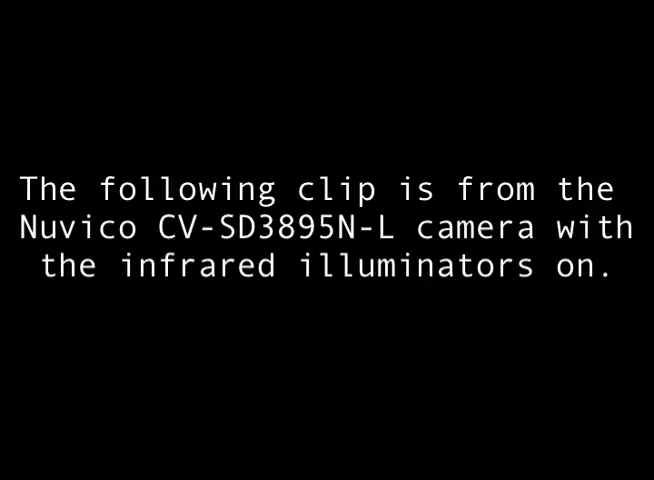 The following clip is from the
Nuvico CV-SD3895N-L camera with
the infrared illuminators on.